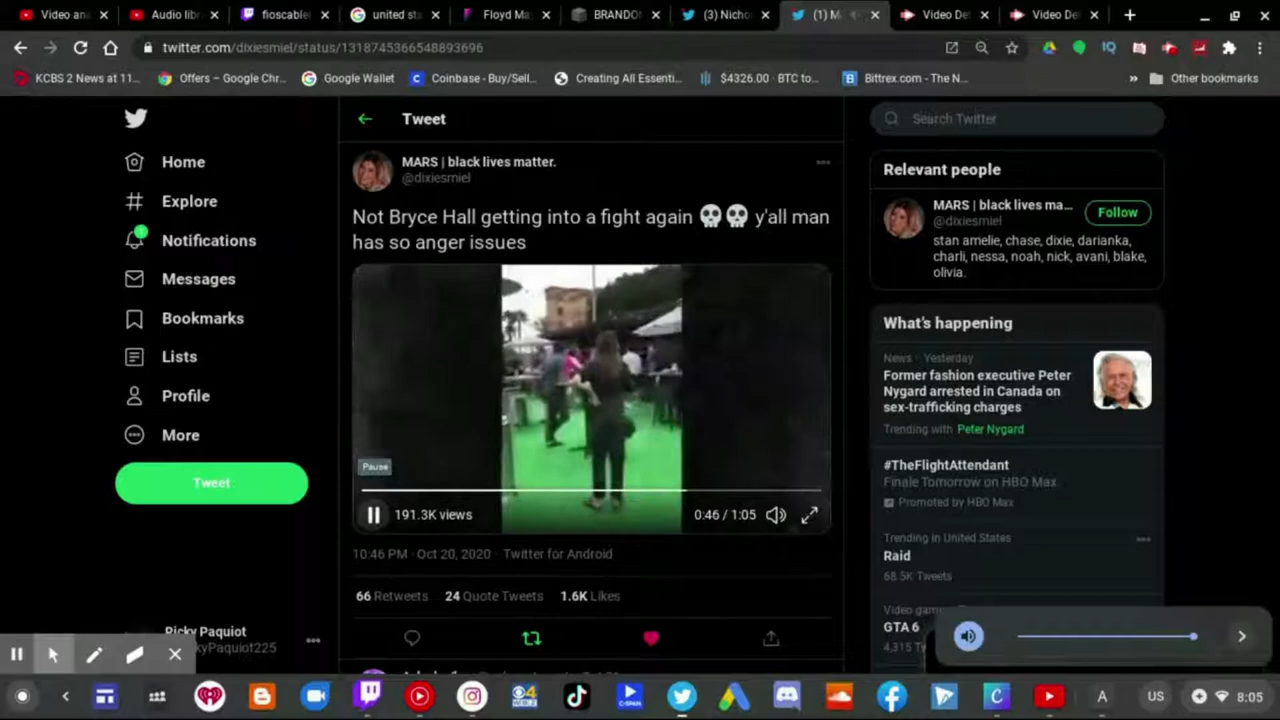 Video ana
Audio libr
fioscablel
united sta
Floyd Ma
BRANDO
(3) Nicho
(1) M
Video De
Video De
twitter.com/dixiesmiel/status/1318745366548893696
KCBS 2 News at 11...
Offers – Google Chr...
Google Wallet
Coinbase - Buy/Sell...
Creating All Essenti...
$4326.00 · BTC to...
Bittrex.com - The N...
Other bookmarks
Home
Explore
Notifications
Messages
Bookmarks
Lists
Profile
More
Tweet
Ricky Paquiot
kyPaquiot225
Tweet
MARS | black lives matter.
@dixiesmiel
Not Bryce Hall getting into a fight again 💀💀 y'all man
has so anger issues
Pause
191.3K views
0:46 / 1:05
10:46 PM · Oct 20, 2020 · Twitter for Android
66 Retweets 24 Quote Tweets 1.6K Likes
Search Twitter
Relevant people
MARS | black lives ma...
@dixiesmiel
Follow
stan amelie, chase, dixie, darianka,
charli, nessa, noah, nick, avani, blake,
olivia.
What's happening
News · Yesterday
Former fashion executive Peter
Nygard arrested in Canada on
sex-trafficking charges
Trending with Peter Nygard
#TheFlightAttendant
Finale Tomorrow on HBO Max.
Promoted by HBO Max
Trending in United States
Raid
68.5K Tweets
Video gam
GTA 6
4,315 Tw
US
8:05